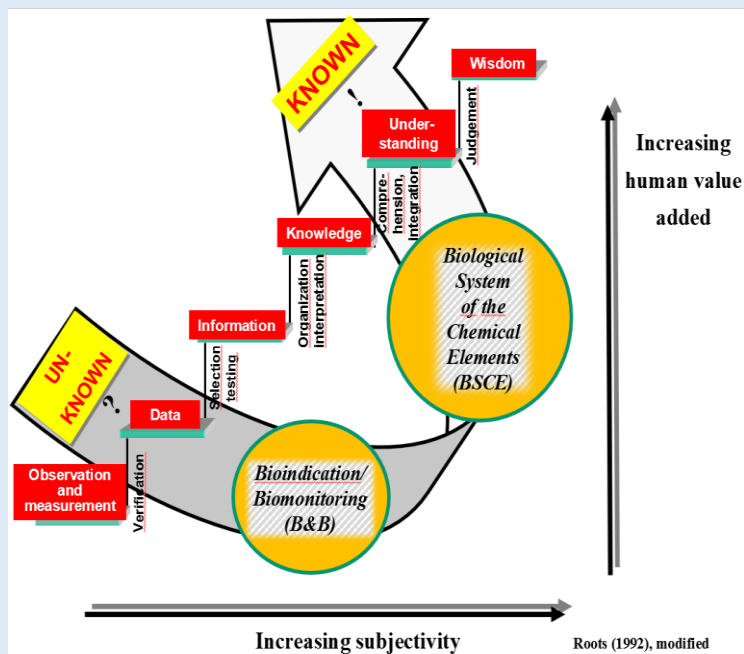 KNOWN
!
Wisdom
Judgement
Under-
standing
Compre-
hension,
integration
Knowledge
Organization
interpretation
Information
Selection
testing
UN-
KNOWN
?
Data
Verification
Observation
and
measurement
Bioindication/
Biomonitoring
(B&B)
Biological
System
of the
Chemical
Elements
(BSCE)
Increasing
human value
added
Increasing subjectivity
Roots (1992), modified